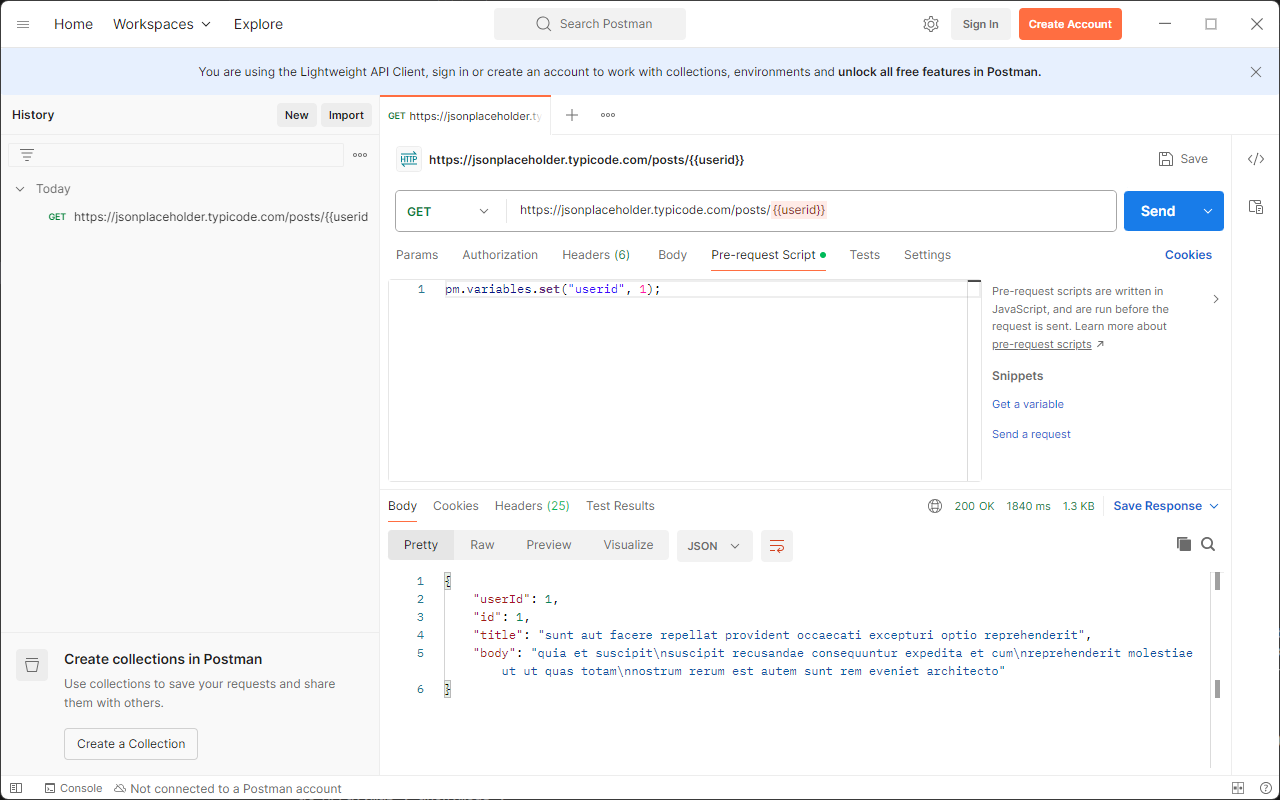 Home
Workspaces
Explore
Search Postman
Sign In
Create Account
You are using the Lightweight API Client, sign in or create an account to work with collections, environments and unlock all free features in Postman.
History
New
Import
GET https://jsonplaceholder.ty
Today
GET https://jsonplaceholder.typicode.com/posts/{{userid
HTTP https://jsonplaceholder.typicode.com/posts/{{userid}}
Save
GET
https://jsonplaceholder.typicode.com/posts/{{userid}}
Send
Params
Authorization
Headers (6)
Body
Pre-request Script
Tests
Settings
Cookies
1 pm.variables.set("userid", 1);
Pre-request scripts are written in
JavaScript, and are run before the
request is sent. Learn more about
pre-request scripts
Snippets
Get a variable
Send a request
Body
Cookies
Headers (25)
Test Results
200 OK
1840 ms
1.3 KB
Save Response
Pretty
Raw
Preview
Visualize
JSON
1 {
2 "userId": 1,
3 "id": 1,
4 "title": "sunt aut facere repellat provident occaecati excepturi optio reprehenderit",
5 "body": "quia et suscipit\nsuscipit recusandae consequuntur expedita et cum\nreprehenderit molestiae
ut ut quas totam\nnostrum rerum est autem sunt rem eveniet architecto"
6 }
Create collections in Postman
Use collections to save your requests and share
them with others.
Create a Collection
Console
Not connected to a Postman account